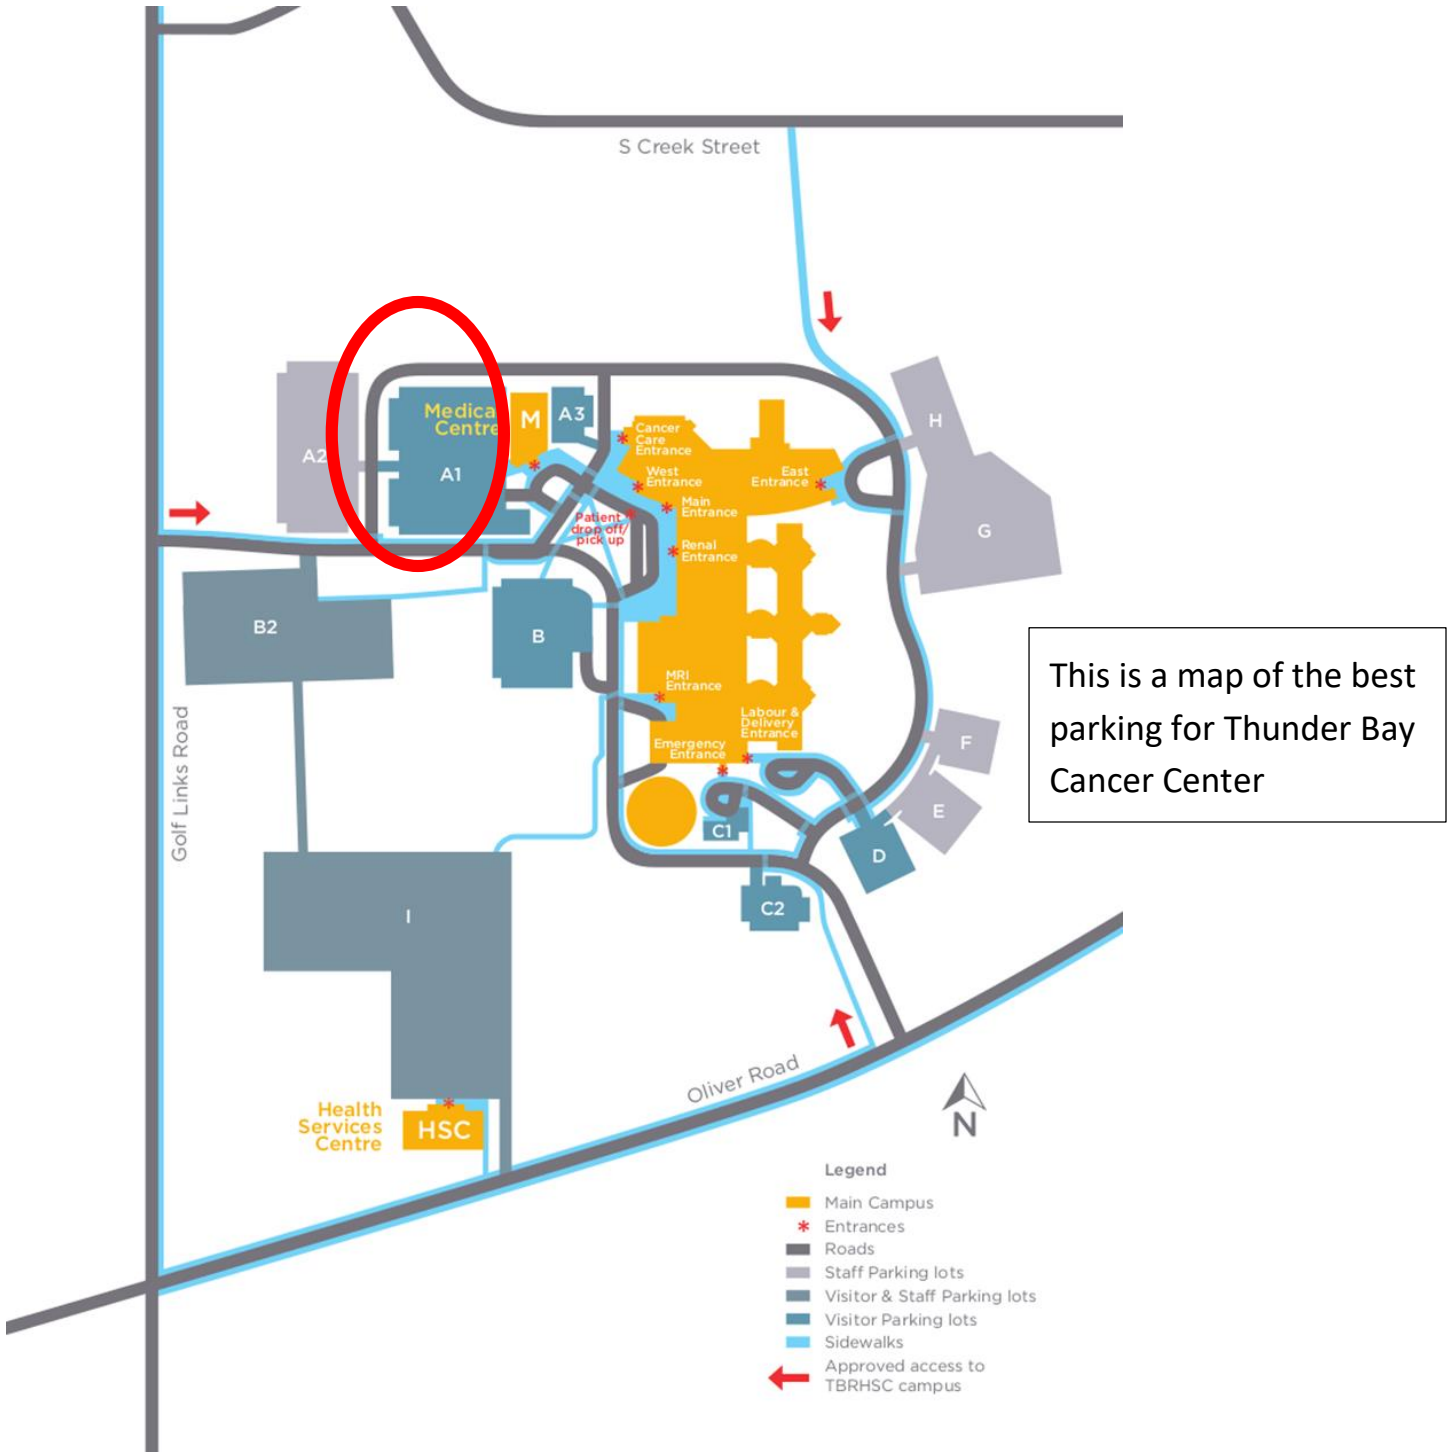 S Creek Street
H
Medica
Centre
M
A3
A2
A1
Cancer
Care
Entrance
West
Entrance
East
Entrance
Main
Entrance
Patient
drop off/
pick up
Renal
Entrance
G
B2
B
This is a map of the best
parking for Thunder Bay
Cancer Center
MRI
Entrance
Labour &
Delivery
Entrance
Emergency
Entrance
F
E
C1
D
C2
Golf Links Road
I
Oliver Road
Health
Services
Centre
HSC
N
Legend
Main Campus
* Entrances
Roads
Staff Parking lots
Visitor & Staff Parking lots
Visitor Parking lots
Sidewalks
Approved access to
TBRHSC campus